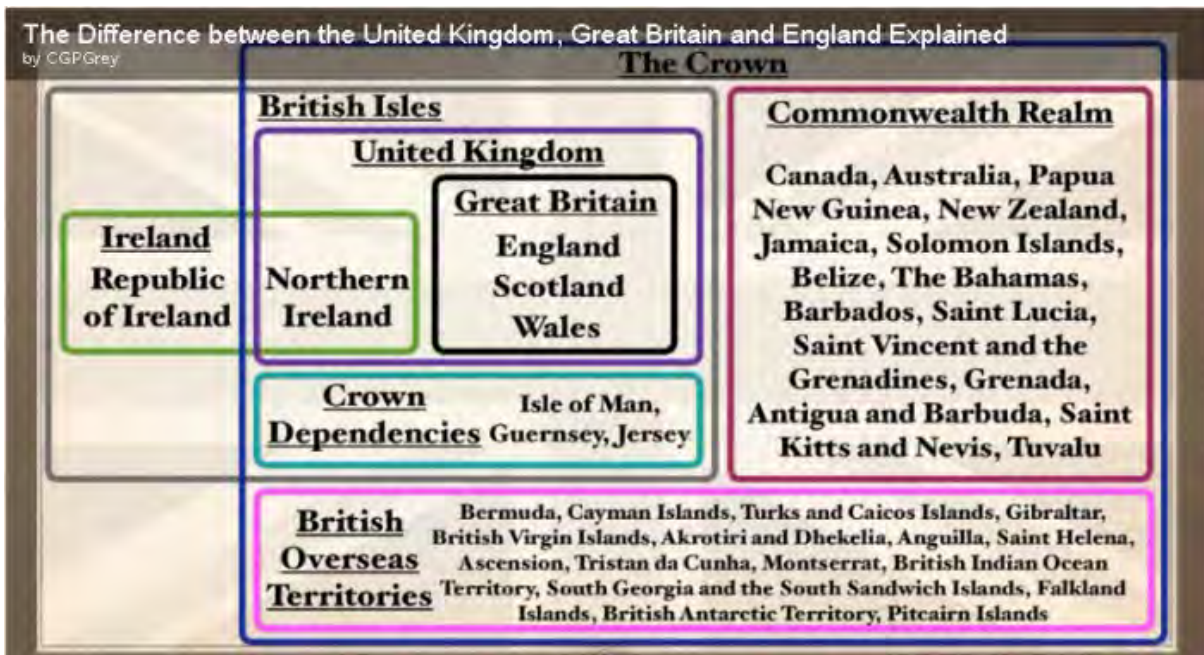 The Difference between the United Kingdom, Great Britain and England Explained
by CGPGrey
The Crown
British Isles
United Kingdom
Great Britain
England
Scotland
Wales
Ireland
Republic
of Ireland
Northern
Ireland
Crown
Dependencies
Isle of Man,
Guernsey, Jersey
Commonwealth Realm
Canada, Australia, Papua
New Guinea, New Zealand,
Jamaica, Solomon Islands,
Belize, The Bahamas,
Barbados, Saint Lucia,
Saint Vincent and the
Grenadines, Grenada,
Antigua and Barbuda, Saint
Kitts and Nevis, Tuvalu
British
Overseas
Territories
Bermuda, Cayman Islands, Turks and Caicos Islands, Gibraltar,
British Virgin Islands, Akrotiri and Dhekelia, Anguilla, Saint Helena,
Ascension, Tristan da Cunha, Montserrat, British Indian Ocean
Territory, South Georgia and the South Sandwich Islands, Falkland
Islands, British Antarctic Territory, Pitcairn Islands